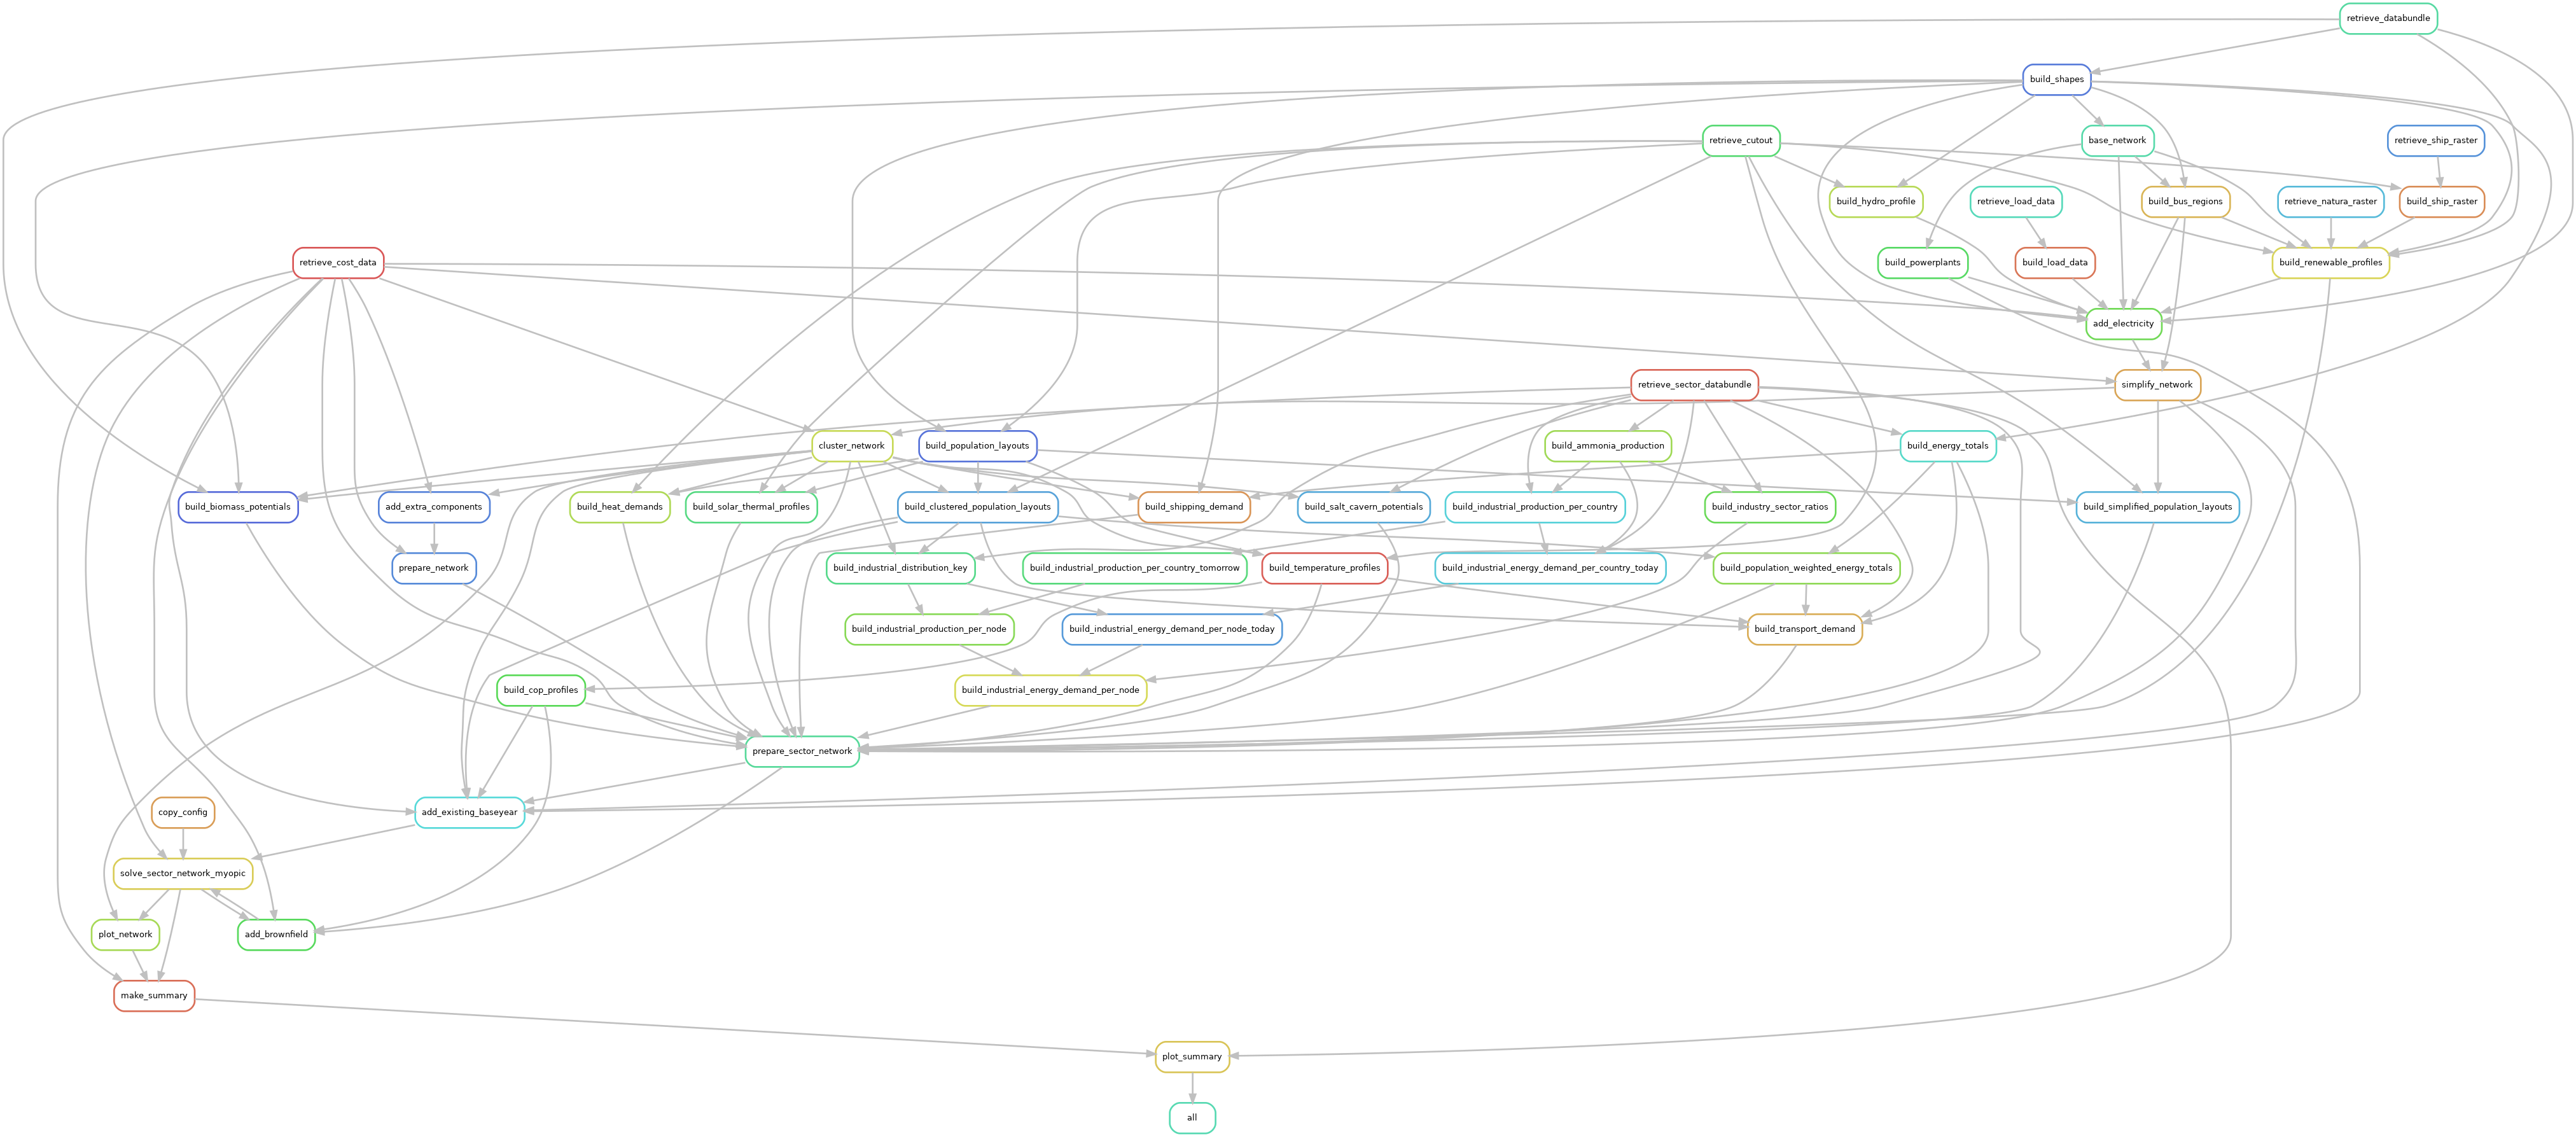 retrieve_databundle
build_shapes
retrieve_cutout
base_network
retrieve_ship_raster
build_hydro_profile
retrieve_load_data
build_bus_regions
retrieve_natura_raster
build_ship_raster
retrieve_cost_data
build_powerplants
build_load_data
build_renewable_profiles
add_electricity
retrieve_sector_databundle
simplify_network
cluster_network
build_population_layouts
build_ammonia_production
build_energy_totals
build_biomass_potentials
add_extra_components
build_heat_demands
build_solar_thermal_profiles
build_clustered_population_layouts
build_shipping_demand
build_salt_cavern_potentials
build_industrial_production_per_country
build_industry_sector_ratios
build_simplified_population_layouts
prepare_network
build_industrial_distribution_key
build_industrial_production_per_country_tomorrow
build_temperature_profiles
build_industrial_energy_demand_per_country_today
build_population_weighted_energy_totals
build_industrial_production_per_node
build_industrial_energy_demand_per_node_today
build_transport_demand
build_cop_profiles
build_industrial_energy_demand_per_node
prepare_sector_network
copy_config
add_existing_baseyear
solve_sector_network_myopic
plot_network
add_brownfield
make_summary
plot_summary
all